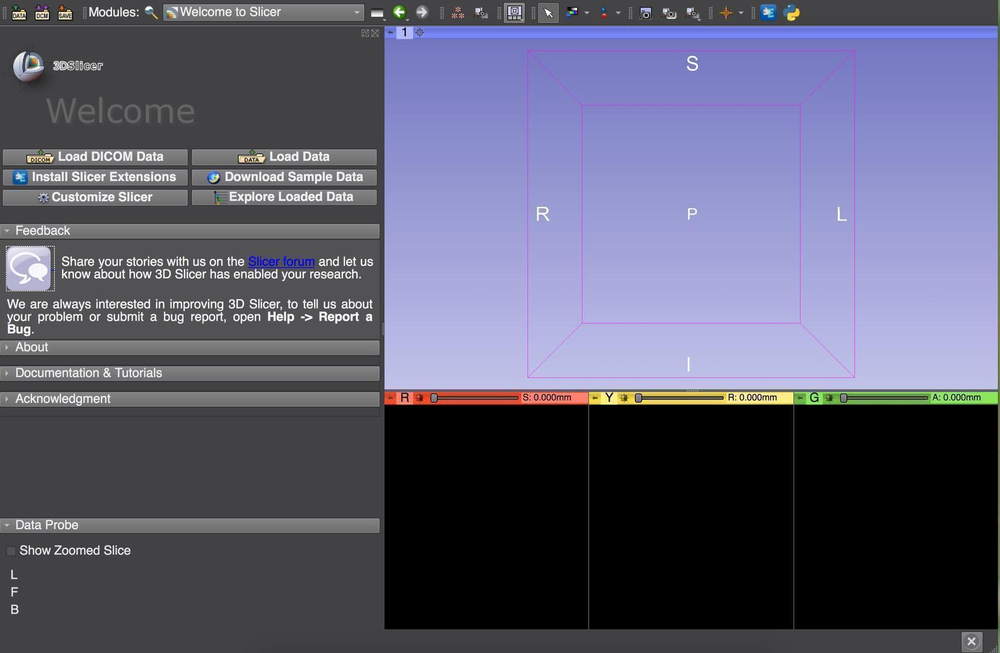 DATA DCM SAVE Modules: Welcome to Slicer
1
3DSlicer
Welcome
DICOM Load DICOM Data
DATA Load Data
Install Slicer Extensions
Download Sample Data
Customize Slicer
Explore Loaded Data
Feedback
Share your stories with us on the Slicer forum and let us
know about how 3D Slicer has enabled your research.
We are always interested in improving 3D Slicer, to tell us about
your problem or submit a bug report, open Help -> Report a
Bug.
About
Documentation & Tutorials
Acknowledgment
Data Probe
Show Zoomed Slice
L
F
B
S
R P L
I
R S: 0.000mm
Y R: 0.000mm
G A: 0.000mm